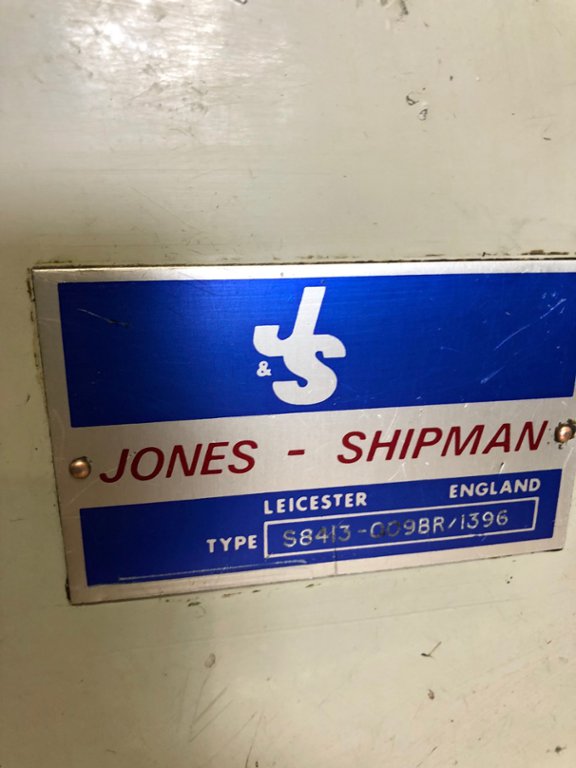 J
& S
JONES - SHIPMAN
LEICESTER ENGLAND
TYPE S8413-009BR/1396